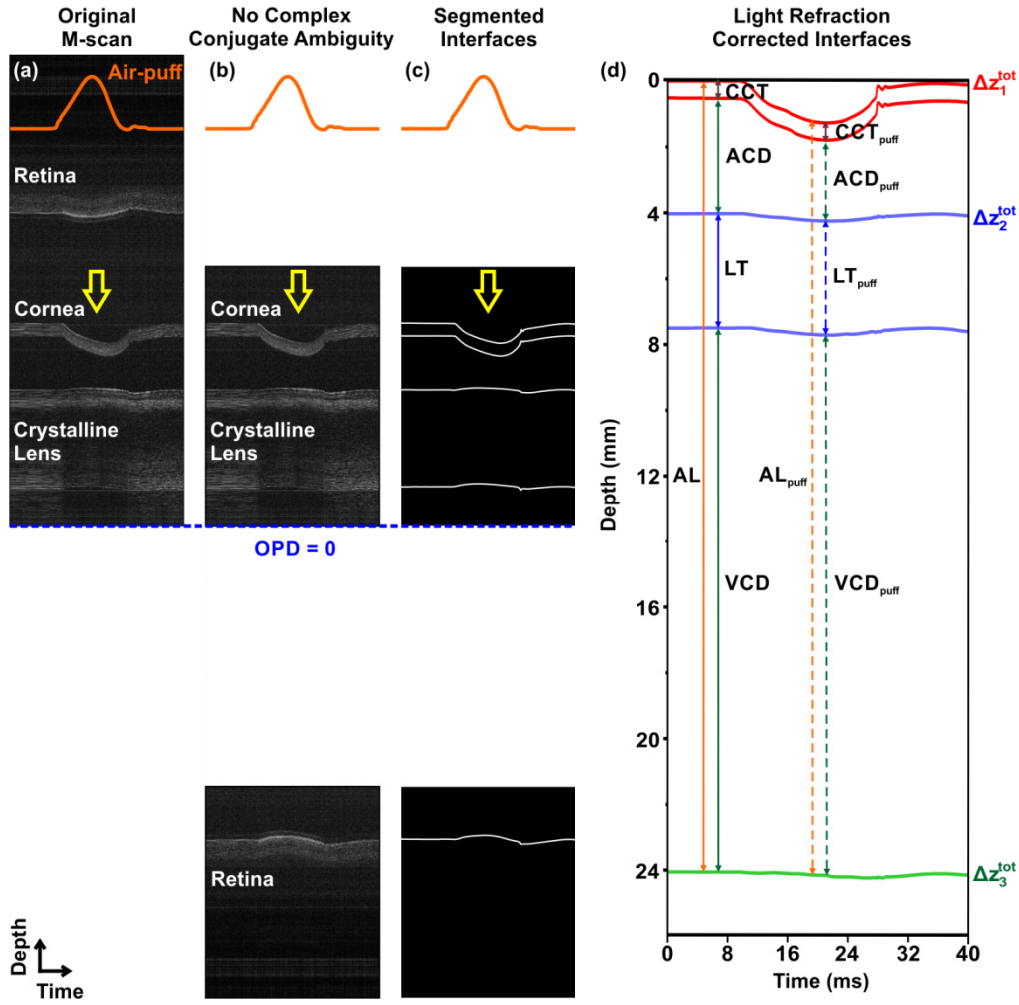 Original
M-scan
No Complex
Conjugate Ambiguity
Segmented
Interfaces
Light Refraction
Corrected Interfaces
(a)
Air-puff
Retina
Cornea
Crystalline
Lens
(b)
Cornea
Crystalline
Lens
Retina
(c)
OPD = 0
Depth
Time
(d)
0
4
8
12
16
20
24
Depth (mm)
CCT
ACD
LT
AL
VCD
CCTpuff
ACDpuff
LTpuff
ALpuff
VCDpuff
Δz₁ᵗᵒᵗ
Δz₂ᵗᵒᵗ
Δz₃ᵗᵒᵗ
0 8 16 24 32 40
Time (ms)